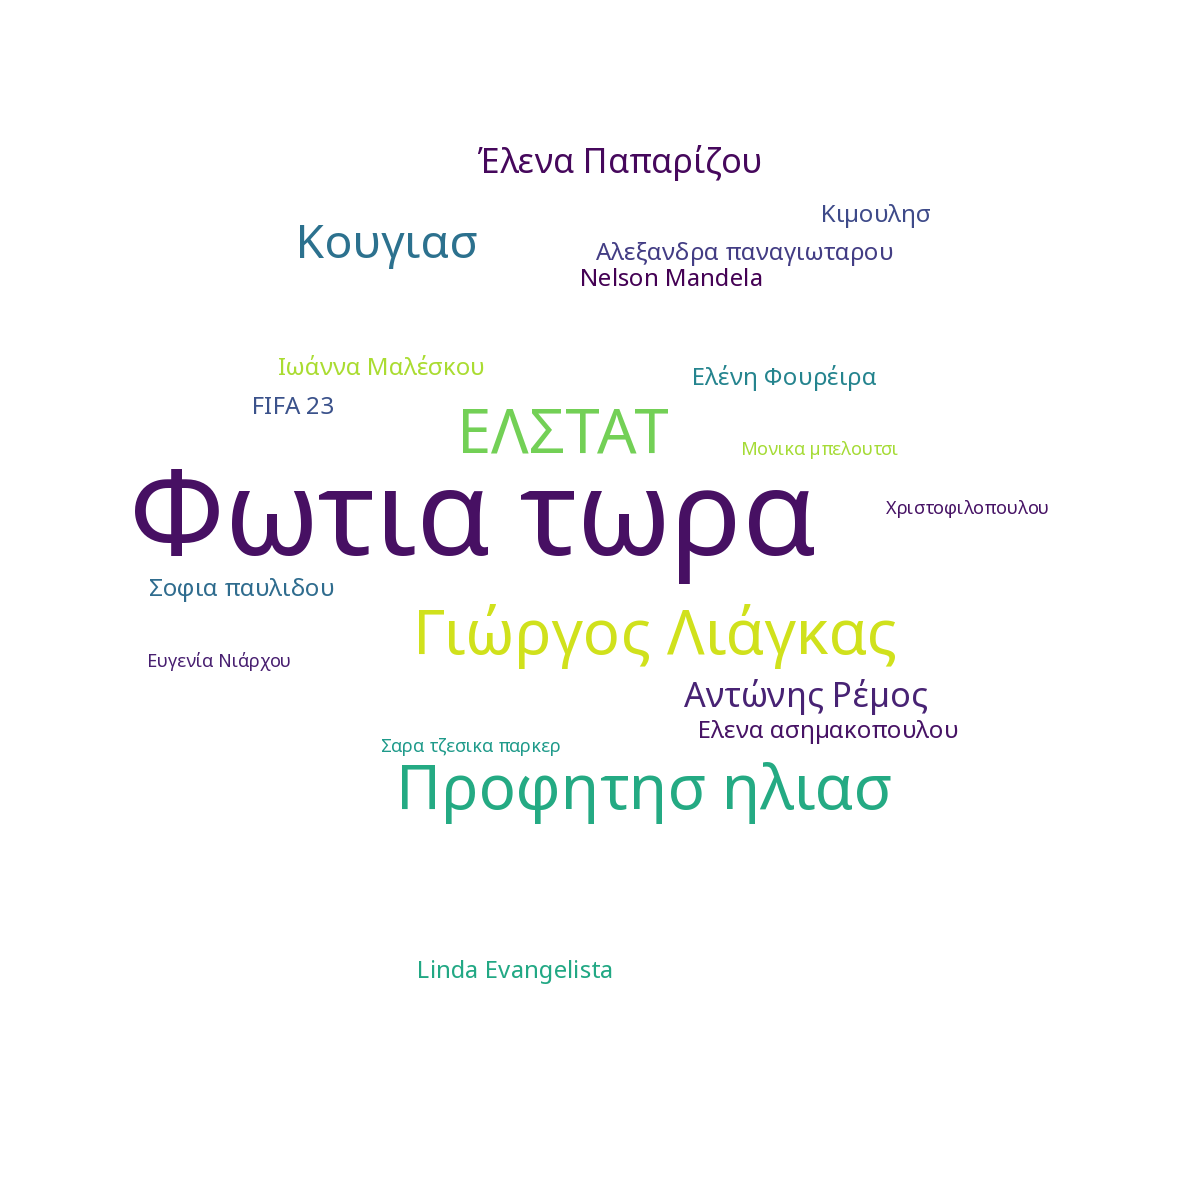 Έλενα Παπαρίζου
Κιμουλησ
Κουγιασ
Αλεξανδρα παναγιωταρου
Nelson Mandela
Ιωάννα Μαλέσκου
Ελένη Φουρέιρα
FIFA 23
ΕΛΣΤΑΤ
Μονικα μπελουτσι
Φωτια τωρα
Χριστοφιλοπουλου
Σοφια παυλιδου
Γιώργος Λιάγκας
Ευγενία Νιάρχου
Αντώνης Ρέμος
Ελενα ασημακοπουλου
Σαρα τζεσικα παρκερ
Προφητησ ηλιασ
Linda Evangelista